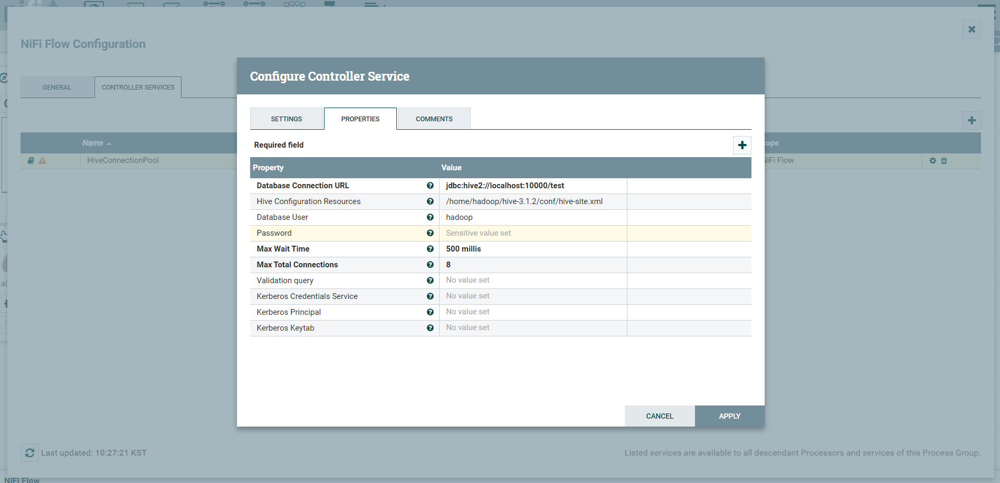 NiFi Flow Configuration
GENERAL
CONTROLLER SERVICES
Name
HiveConnectionPool
NiFi Flow
Configure Controller Service
SETTINGS
PROPERTIES
COMMENTS
Required field
Property Value
Database Connection URL jdbc:hive2://localhost:10000/test
Hive Configuration Resources /home/hadoop/hive-3.1.2/conf/hive-site.xml
Database User hadoop
Password Sensitive value set
Max Wait Time 500 millis
Max Total Connections 8
Validation query No value set
Kerberos Credentials Service No value set
Kerberos Principal No value set
Kerberos Keytab No value set
CANCEL
APPLY
Last updated: 10:27:21 KST
Listed services are available to all descendant Processors and services of this Process Group.
NiFi Flow